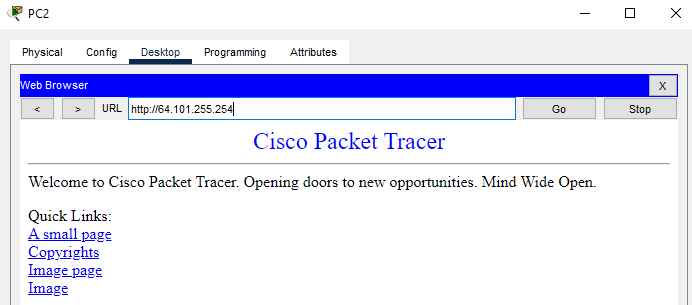 PC2
Physical Config Desktop Programming Attributes
Web Browser X
< > URL http://64.101.255.254 Go Stop
Cisco Packet Tracer
Welcome to Cisco Packet Tracer. Opening doors to new opportunities. Mind Wide Open.
Quick Links:
A small page
Copyrights
Image page
Image